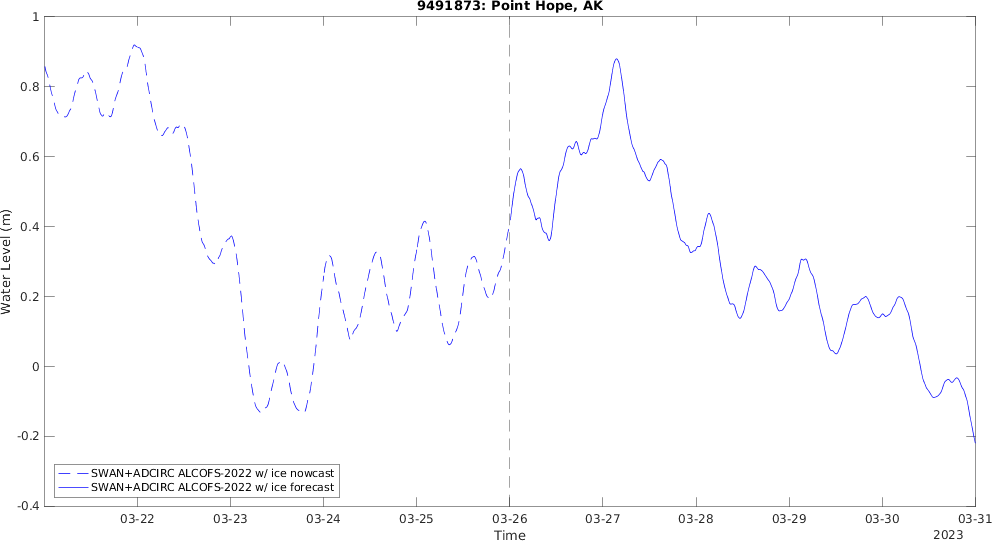 9491873: Point Hope, AK
1
0.8
0.6
0.4
0.2
0
-0.2
-0.4
Water Level (m)
SWAN+ADCIRC ALCOFS-2022 w/ ice nowcast
SWAN+ADCIRC ALCOFS-2022 w/ ice forecast
03-22 03-23 03-24 03-25 03-26 03-27 03-28 03-29 03-30 03-31
Time
2023